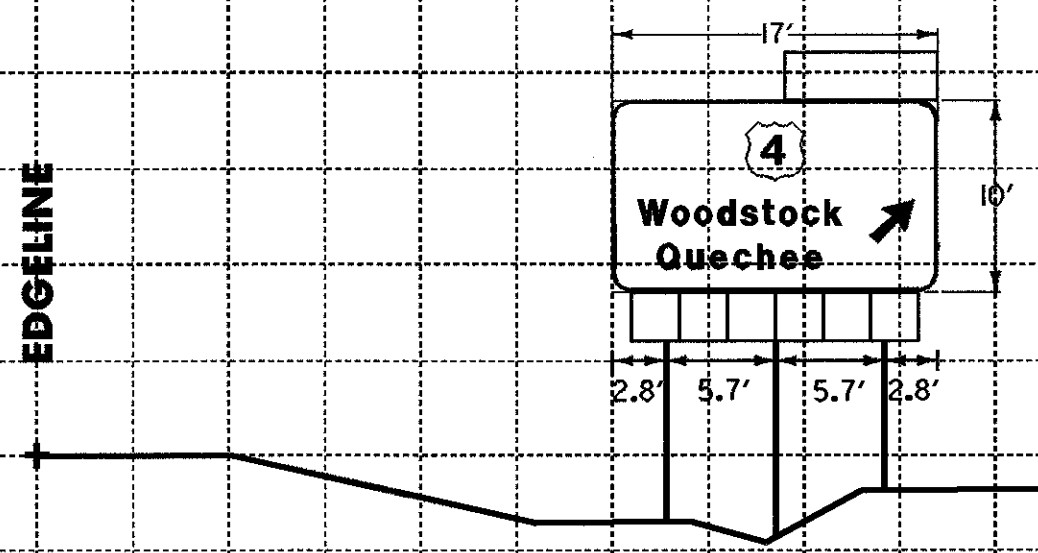 17'
4
10'
Woodstock
Quechee
EDGELINE
2.8' 5.7' 5.7' 2.8'